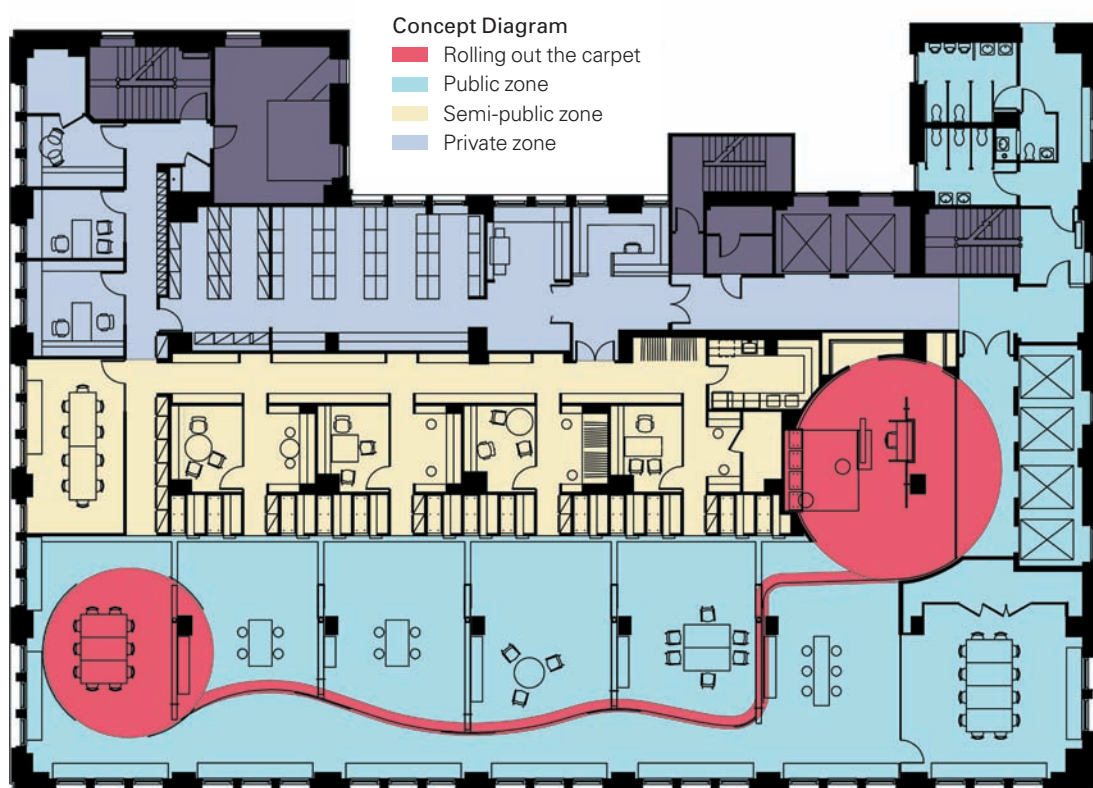 Concept Diagram
Rolling out the carpet
Public zone
Semi-public zone
Private zone